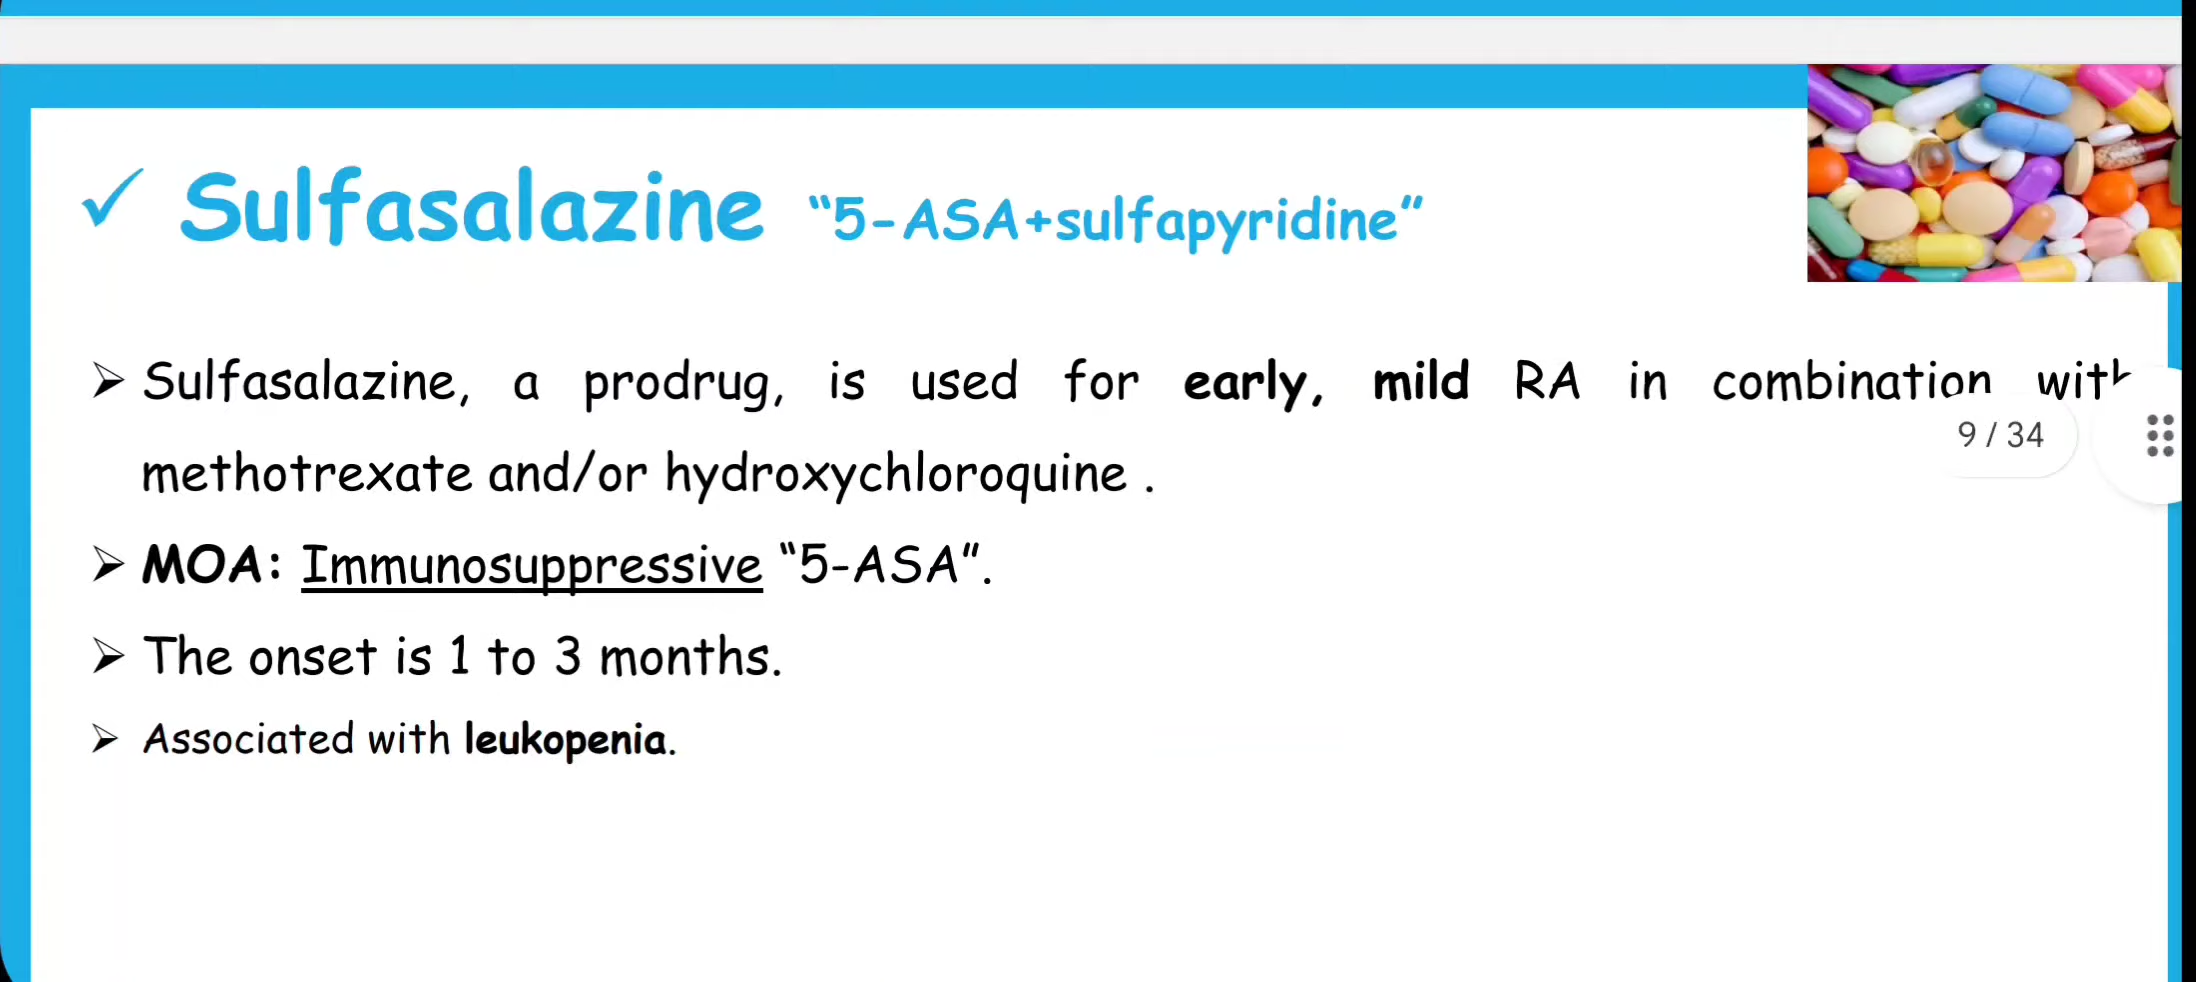 ✓ Sulfasalazine “5-ASA+sulfapyridine”
➢ Sulfasalazine, a prodrug, is used for early, mild RA in combination with
9 / 34
methotrexate and/or hydroxychloroquine .
➢ MOA: Immunosuppressive “5-ASA”.
➢ The onset is 1 to 3 months.
➢ Associated with leukopenia.